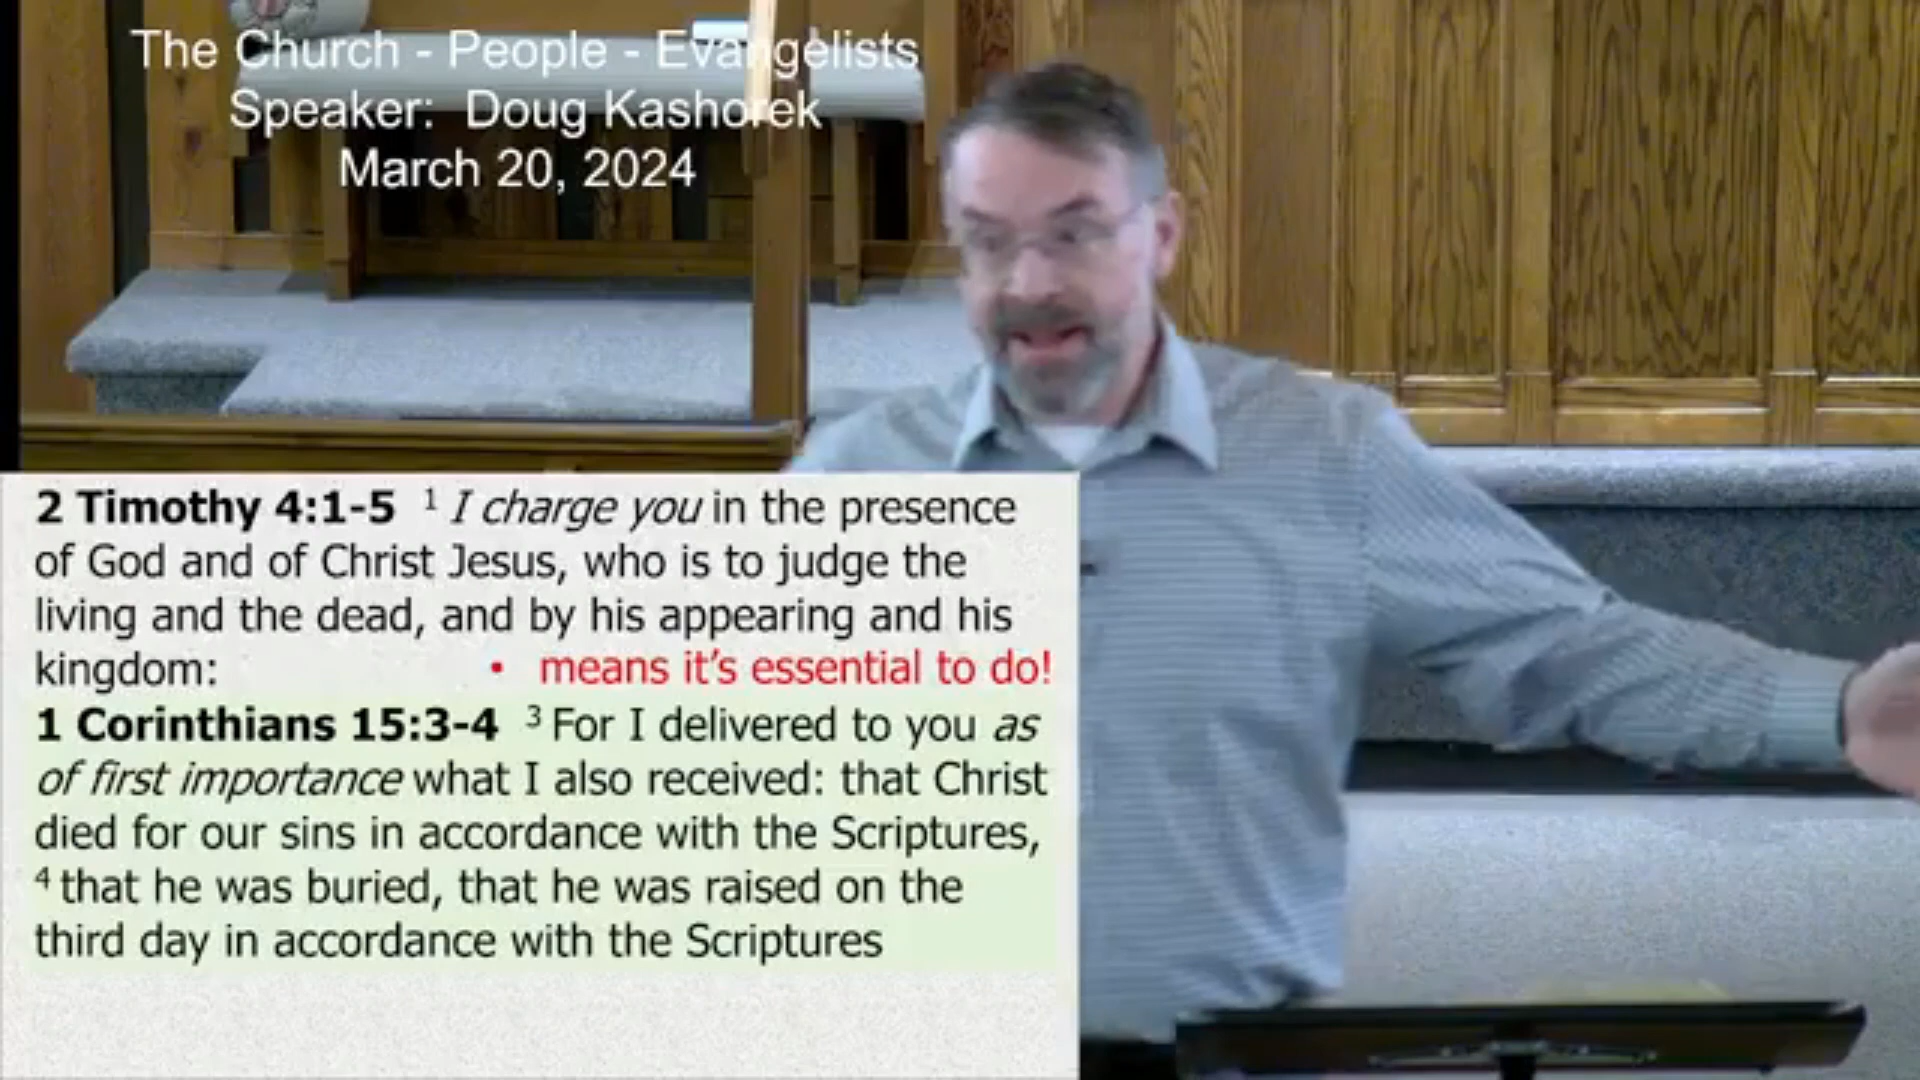 The Church - People - Evangelists
Speaker:  Doug Kashorek
March 20, 2024
2 Timothy 4:1-5 ¹ I charge you in the presence
of God and of Christ Jesus, who is to judge the
living and the dead, and by his appearing and his
kingdom:
• means it’s essential to do!
1 Corinthians 15:3-4 ³ For I delivered to you as
of first importance what I also received: that Christ
died for our sins in accordance with the Scriptures,
⁴ that he was buried, that he was raised on the
third day in accordance with the Scriptures